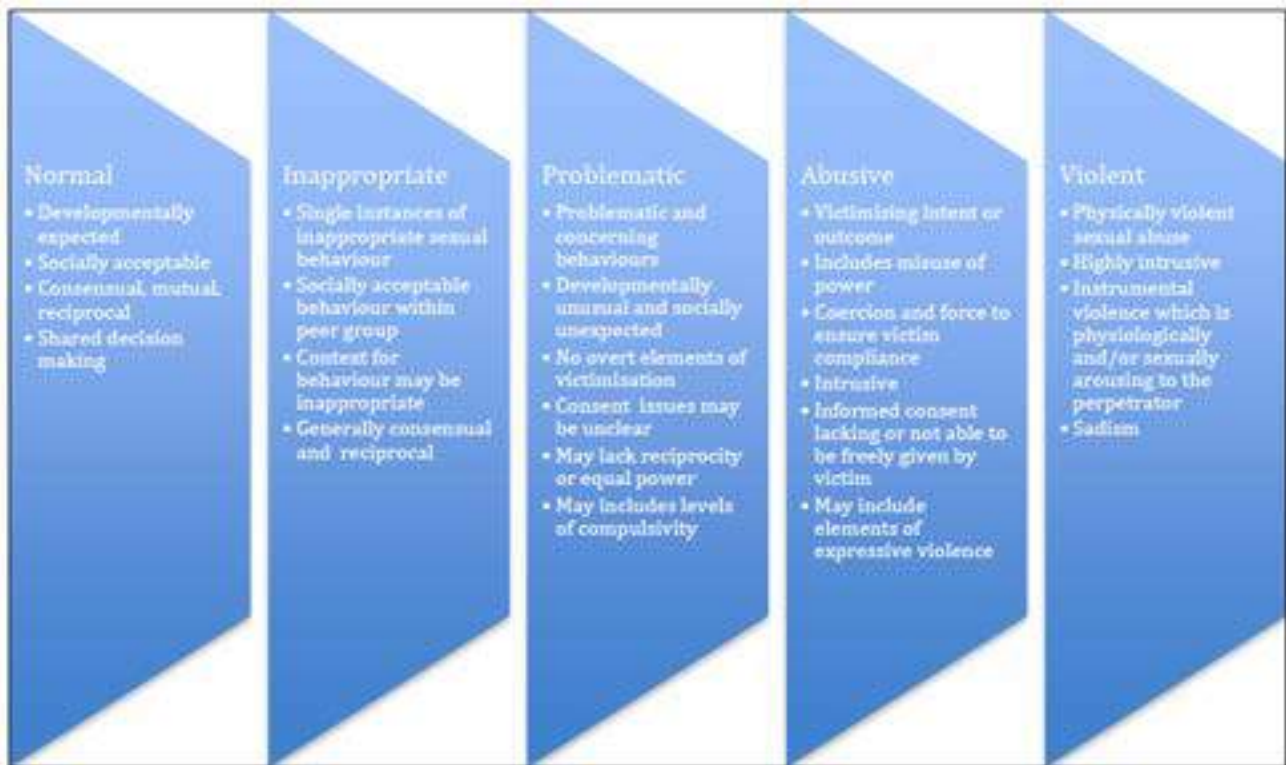 Normal
• Developmentally
expected
• Socially acceptable
• Consensual, mutual,
reciprocal
• Shared decision
making
Inappropriate
• Single instances of
inappropriate sexual
behaviour
• Socially acceptable
behaviour within
peer group
• Context for
behaviour may be
inappropriate
• Generally consensual
and reciprocal
Problematic
• Problematic and
concerning
behaviours
• Developmentally
unusual and socially
unexpected
• No overt elements of
victimisation
• Consent issues may
be unclear
• May lack reciprocity
or equal power
• May includes levels
of compulsivity
Abusive
• Victimising intent or
outcome
• Includes misuse of
power
• Coercion and force to
ensure victim
compliance
• Intrusive
• Informed consent
lacking or not able to
be freely given by
victim
• May include
elements of
expressive violence
Violent
• Physically violent
sexual abuse
• Highly intrusive
• Instrumental
violence which is
physiologically
and/or sexually
arousing to the
perpetrator
• Sadism